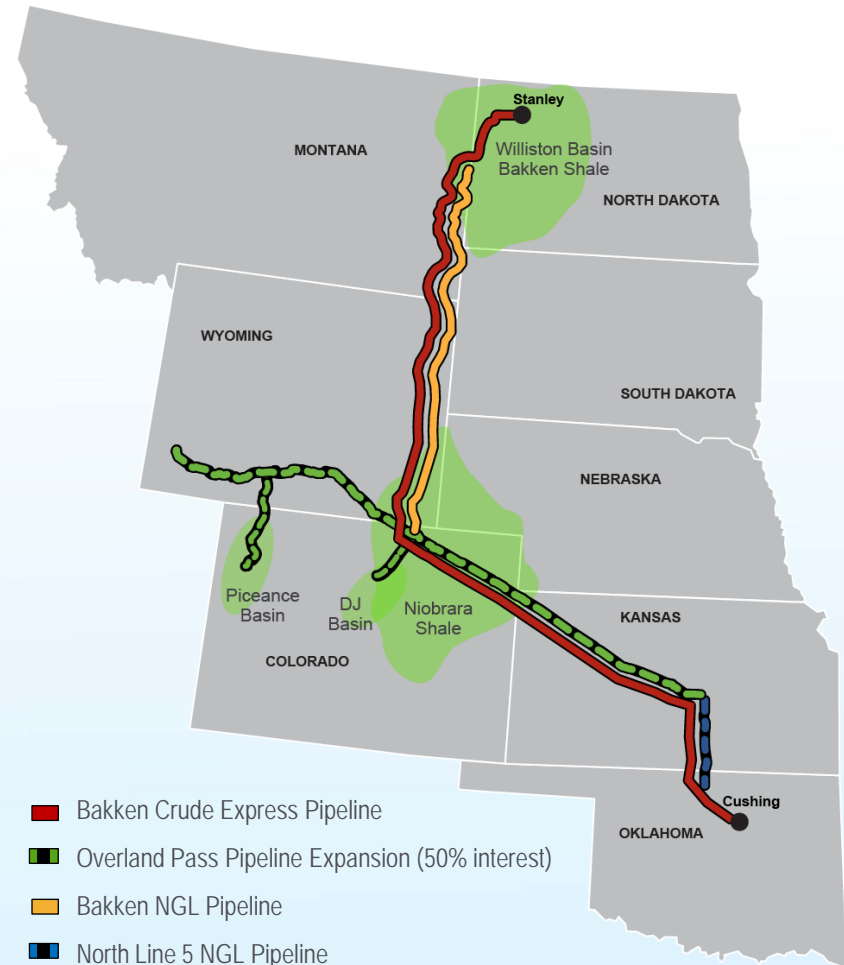 Stanley
MONTANA
Williston Basin
Bakken Shale
NORTH DAKOTA
WYOMING
SOUTH DAKOTA
NEBRASKA
Piceance
Basin
DJ
Basin
Niobrara
Shale
KANSAS
COLORADO
Cushing
OKLAHOMA
Bakken Crude Express Pipeline
Overland Pass Pipeline Expansion (50% interest)
Bakken NGL Pipeline
North Line 5 NGL Pipeline